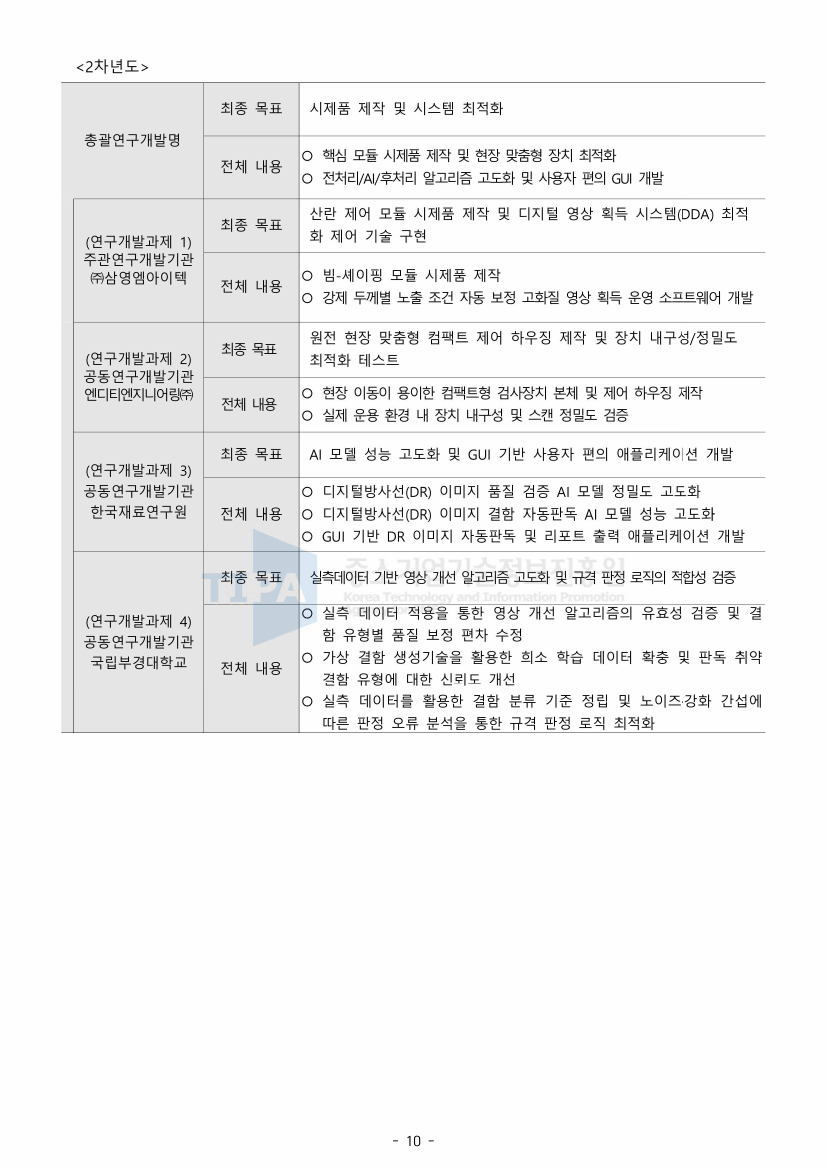 <2차년도>
총괄연구개발명
최종 목표
시제품 제작 및 시스템 최적화
전체 내용
○ 핵심 모듈 시제품 제작 및 현장 맞춤형 장치 최적화
○ 전처리/AI/후처리 알고리즘 고도화 및 사용자 편의 GUI 개발
(연구개발과제 1)
주관연구개발기관
㈜삼영엠아이텍
최종 목표
산란 제어 모듈 시제품 제작 및 디지털 영상 획득 시스템(DDA) 최적
화 제어 기술 구현
전체 내용
○ 빔-셰이핑 모듈 시제품 제작
○ 강제 두께별 노출 조건 자동 보정 고화질 영상 획득 운영 소프트웨어 개발
(연구개발과제 2)
공동연구개발기관
엔디티엔지니어링㈜
최종 목표
원전 현장 맞춤형 컴팩트 제어 하우징 제작 및 장치 내구성/정밀도
최적화 테스트
전체 내용
○ 현장 이동이 용이한 컴팩트형 검사장치 본체 및 제어 하우징 제작
○ 실제 운용 환경 내 장치 내구성 및 스캔 정밀도 검증
(연구개발과제 3)
공동연구개발기관
한국재료연구원
최종 목표
AI 모델 성능 고도화 및 GUI 기반 사용자 편의 애플리케이션 개발
전체 내용
○ 디지털방사선(DR) 이미지 품질 검증 AI 모델 정밀도 고도화
○ 디지털방사선(DR) 이미지 결함 자동판독 AI 모델 성능 고도화
○ GUI 기반 DR 이미지 자동판독 및 리포트 출력 애플리케이션 개발
TIPA
중소기업기술정보진흥원
Korea Technology and Information Promotion
(연구개발과제 4)
공동연구개발기관
국립부경대학교
최종 목표
실측데이터 기반 영상 개선 알고리즘 고도화 및 규격 판정 로직의 적합성 검증
전체 내용
○ 실측 데이터 적용을 통한 영상 개선 알고리즘의 유효성 검증 및 결
함 유형별 품질 보정 편차 수정
○ 가상 결함 생성기술을 활용한 희소 학습 데이터 확충 및 판독 취약
결함 유형에 대한 신뢰도 개선
○ 실측 데이터를 활용한 결함 분류 기준 정립 및 노이즈·강화 간섭에
따른 판정 오류 분석을 통한 규격 판정 로직 최적화
- 10 -